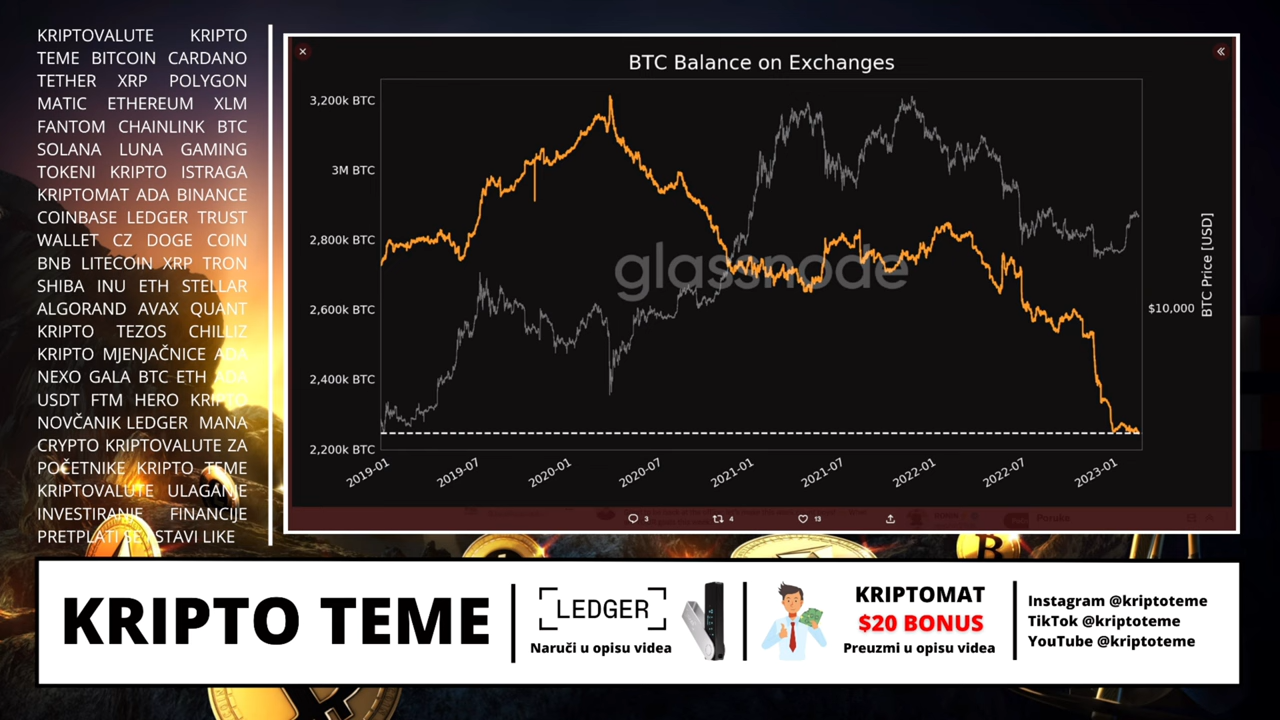 KRIPTOVALUTE KRIPTO
TEME BITCOIN CARDANO
TETHER XRP POLYGON
MATIC ETHEREUM XLM
FANTOM CHAINLINK BTC
SOLANA LUNA GAMING
TOKENI KRIPTO ISTRAGA
KRIPTOMAT ADA BINANCE
COINBASE LEDGER TRUST
WALLET CZ DOGE COIN
BNB LITECOIN XRP TRON
SHIBA INU ETH STELLAR
ALGORAND AVAX QUANT
KRIPTO TEZOS CHILLIZ
KRIPTO MJENJAČNICE ADA
NEXO GALA BTC ETH ADA
USDT FTM HERO KRIPTO
NOVČANIK LEDGER MANA
CRYPTO KRIPTOVALUTE ZA
POČETNIKE KRIPTO TEME
KRIPTOVALUTE ULAGANJE
INVESTIRANJE FINANCIJE
PRETPLATI SE STAVI LIKE
BTC Balance on Exchanges
3,200k BTC
3M BTC
2,800k BTC
2,600k BTC
2,400k BTC
2,200k BTC
glassnode
$10,000
BTC Price [USD]
2019-01 2019-07 2020-01 2020-07 2021-01 2021-07 2022-01 2022-07 2023-01
3 4 13
Poruke
KRIPTO TEME
LEDGER
Naruči u opisu videa
KRIPTOMAT
$20 BONUS
Preuzmi u opisu videa
Instagram @kriptoteme
TikTok @kriptoteme
YouTube @kriptoteme